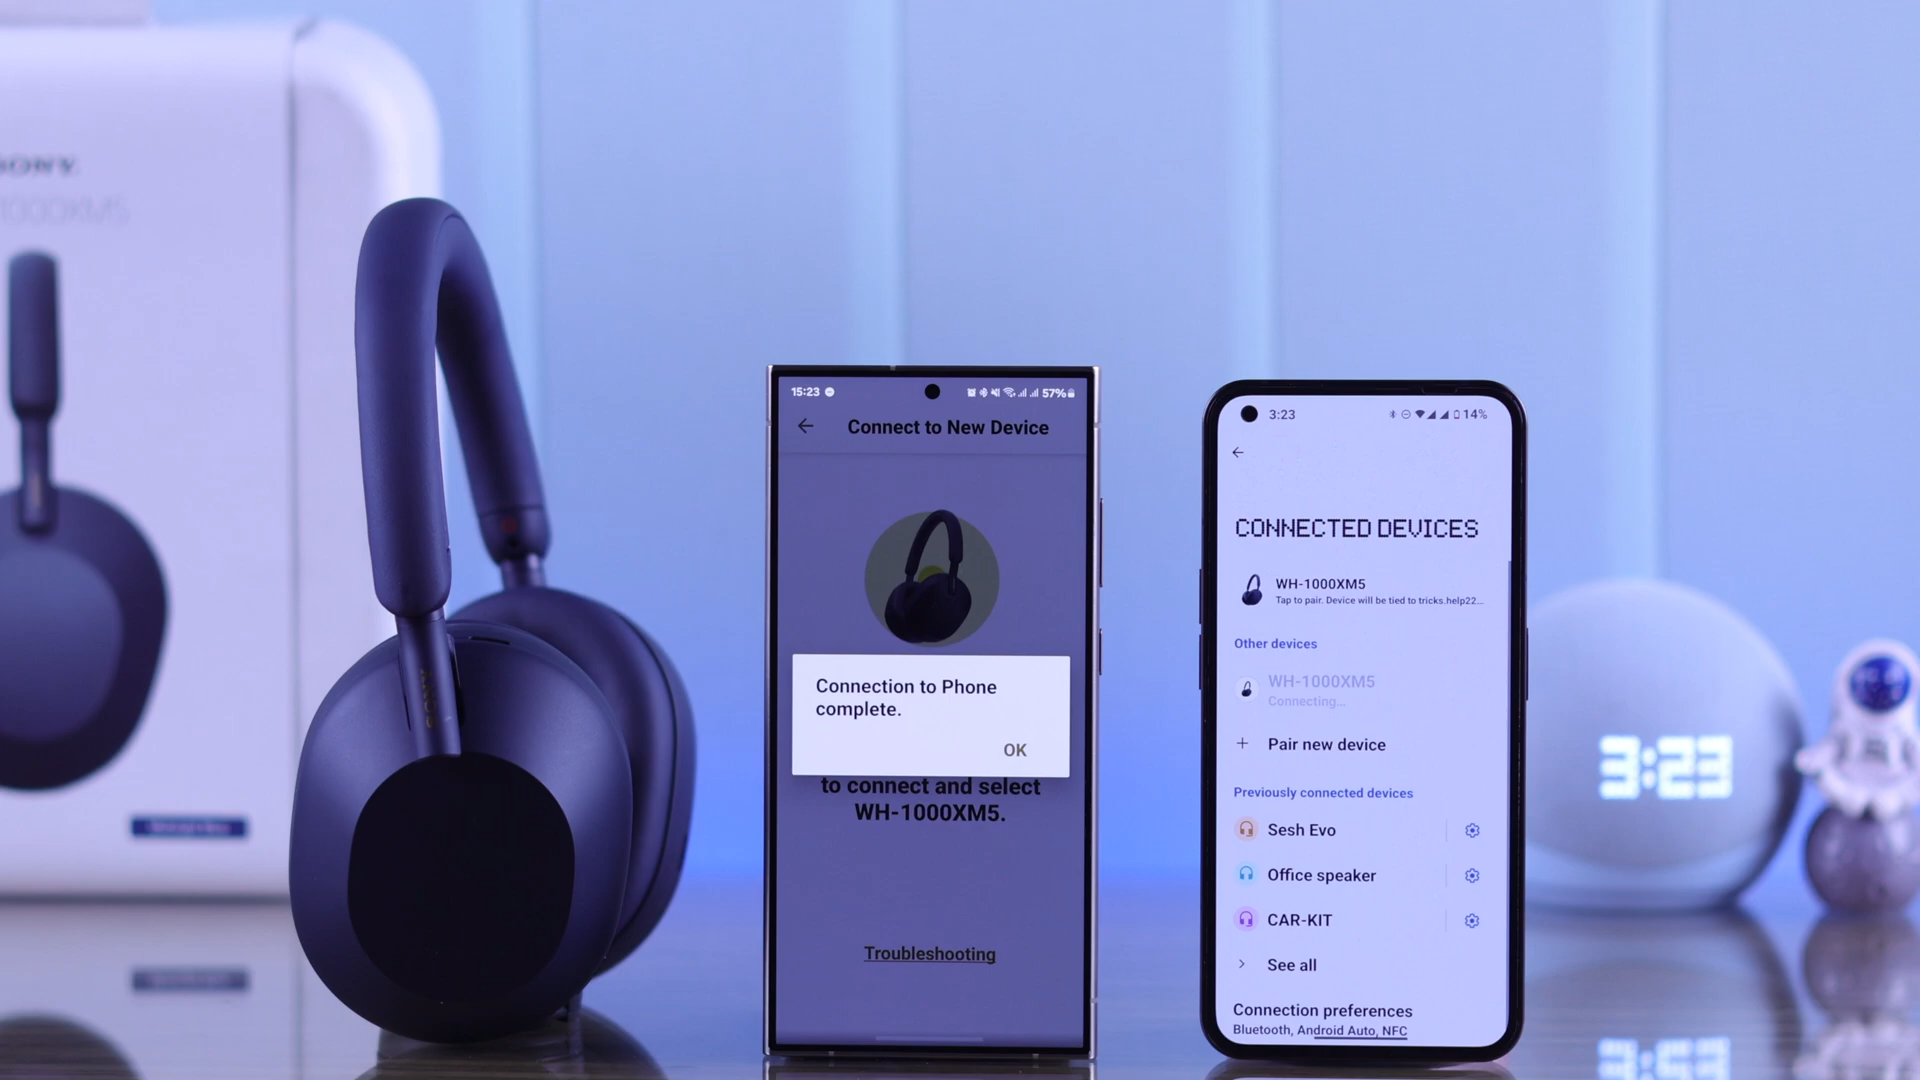 SONY
1000XM5
SONY
15:23
57%
Connect to New Device
Connection to Phone
complete.
OK
to connect and select
WH-1000XM5.
Troubleshooting
3:23
14%
CONNECTED DEVICES
WH-1000XM5
Tap to pair. Device will be tied to tricks.help22...
Other devices
WH-1000XM5
Connecting...
Pair new device
Previously connected devices
Sesh Evo
Office speaker
CAR-KIT
See all
Connection preferences
Bluetooth, Android Auto, NFC
3:23